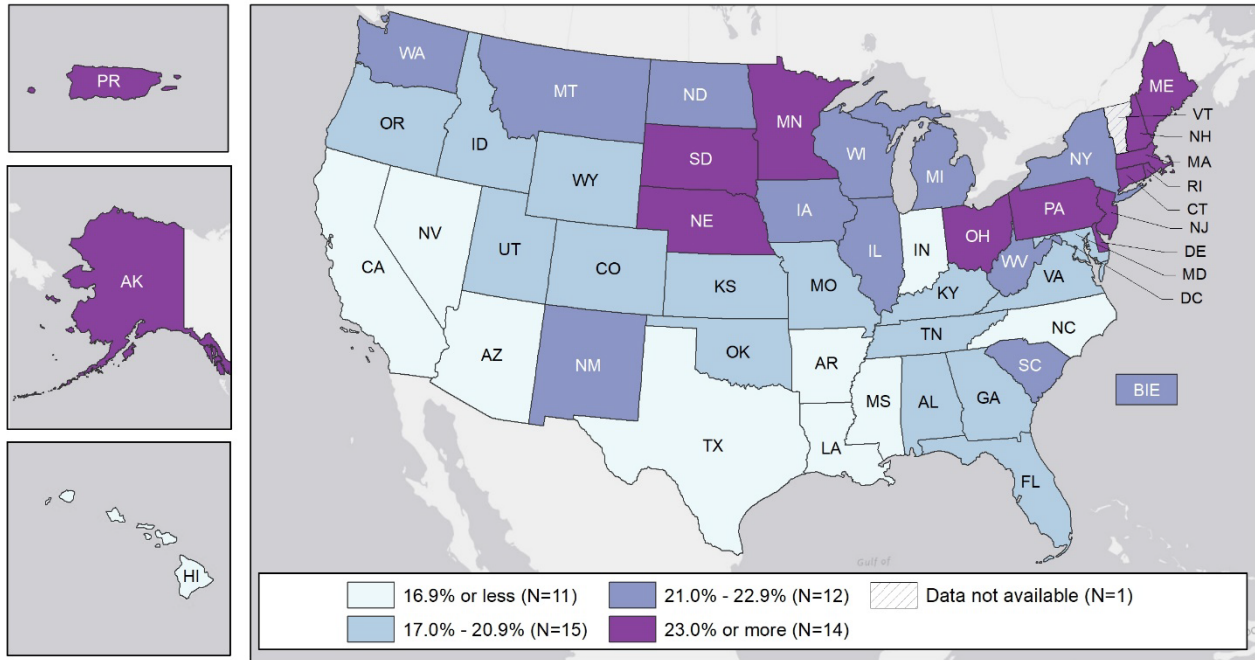 PR
AK
HI
WA
MT
ND
MN
ME
VT
NH
MA
RI
CT
NJ
DE
MD
DC
OR
ID
WY
SD
WI
MI
NY
NE
IA
PA
NV
UT
CO
KS
MO
IL
IN
OH
WV
VA
KY
CA
AZ
NM
OK
AR
TN
NC
SC
TX
LA
MS
AL
GA
FL
BIE
Gulf of
16.9% or less (N=11)
21.0% - 22.9% (N=12)
Data not available (N=1)
17.0% - 20.9% (N=15)
23.0% or more (N=14)